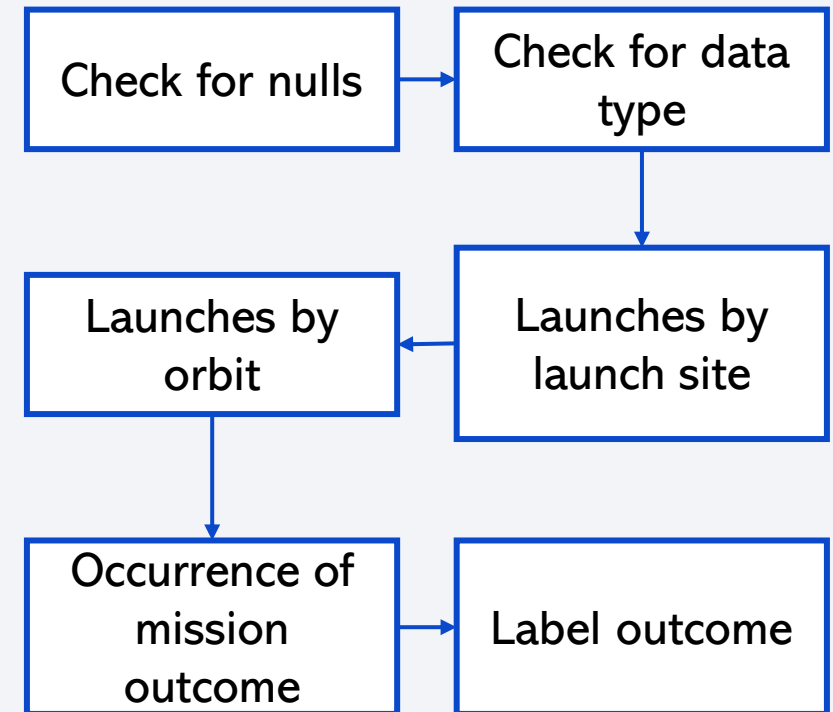 Check for nulls
Check for data
type
Launches by
launch site
Launches by
orbit
Occurrence of
mission
outcome
Label outcome